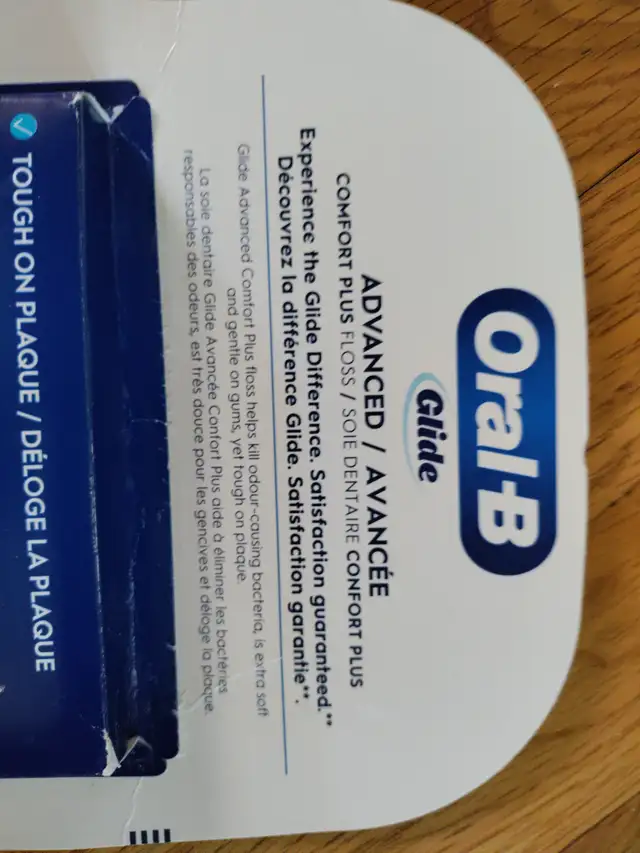 Oral-B
Glide
ADVANCED / AVANCÉE
COMFORT PLUS FLOSS / SOIE DENTAIRE CONFORT PLUS
Experience the Glide Difference. Satisfaction guaranteed.**
Découvrez la différence Glide. Satisfaction garantie**.
Glide Advanced Comfort Plus floss helps kill odour-causing bacteria, is extra soft
and gentle on gums, yet tough on plaque.
La soie dentaire Glide Avancée Confort Plus aide à éliminer les bactéries
responsables des odeurs, est très douce pour les gencives et déloge la plaque.
TOUGH ON PLAQUE / DÉLOGE LA PLAQUE